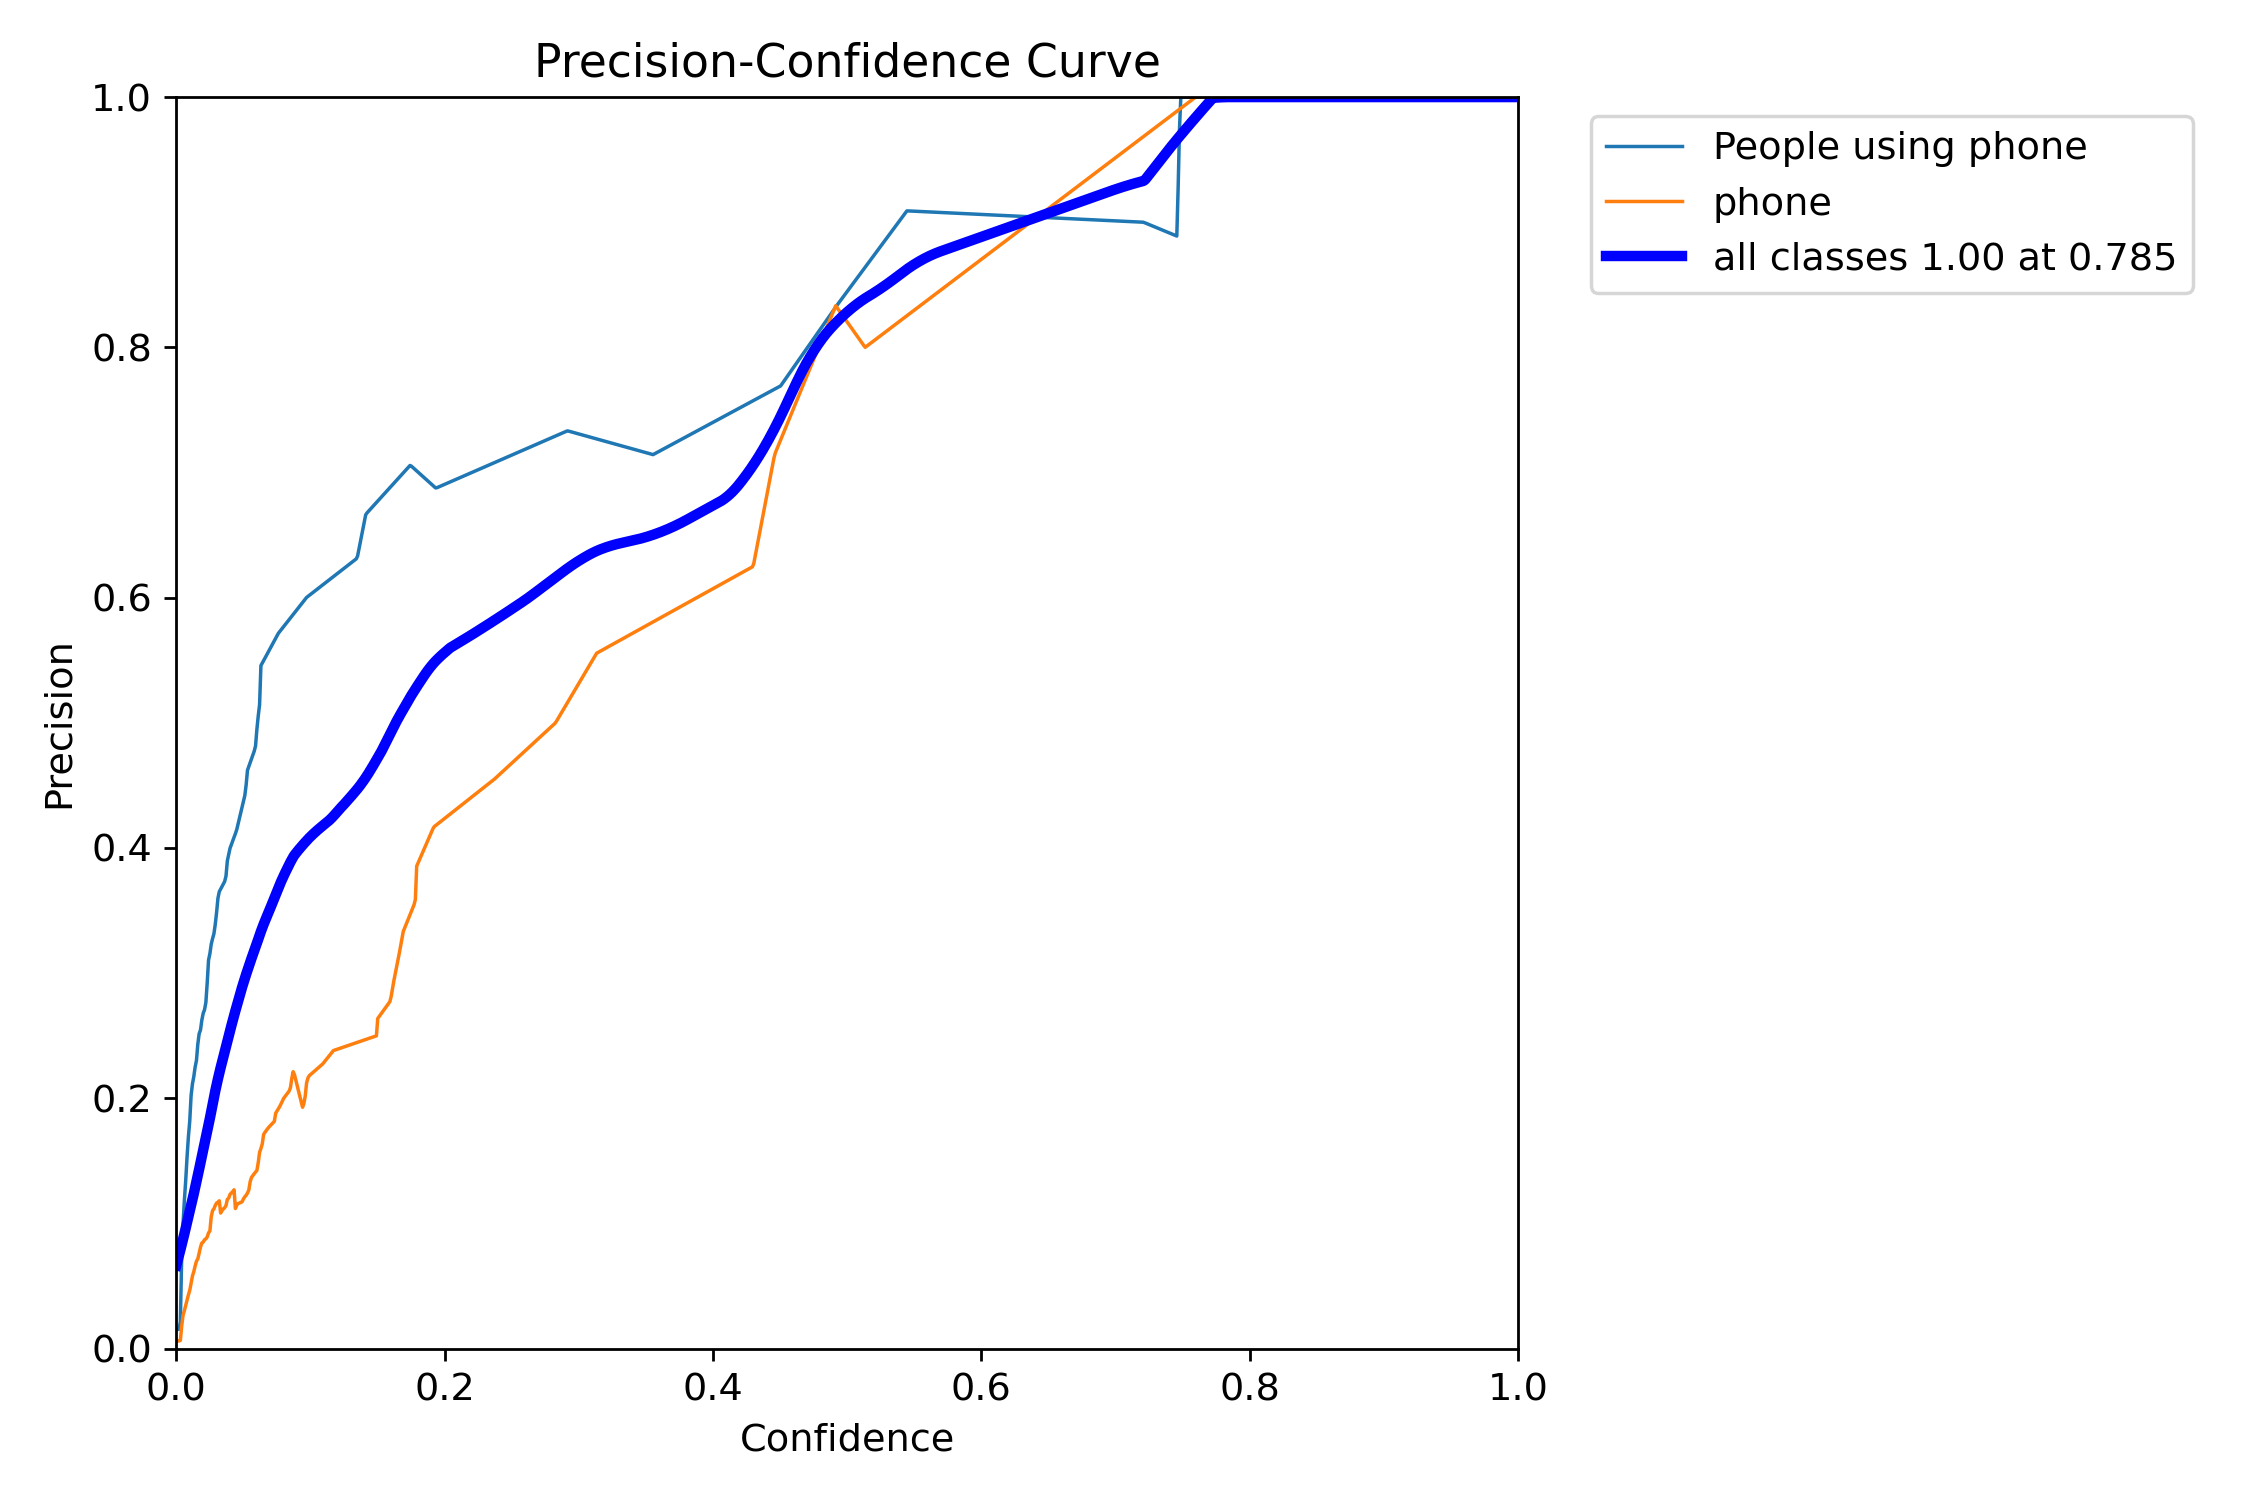 Precision-Confidence Curve
1.0
0.8
0.6
0.4
0.2
0.0
Precision
0.0 0.2 0.4 0.6 0.8 1.0
Confidence
People using phone
phone
all classes 1.00 at 0.785